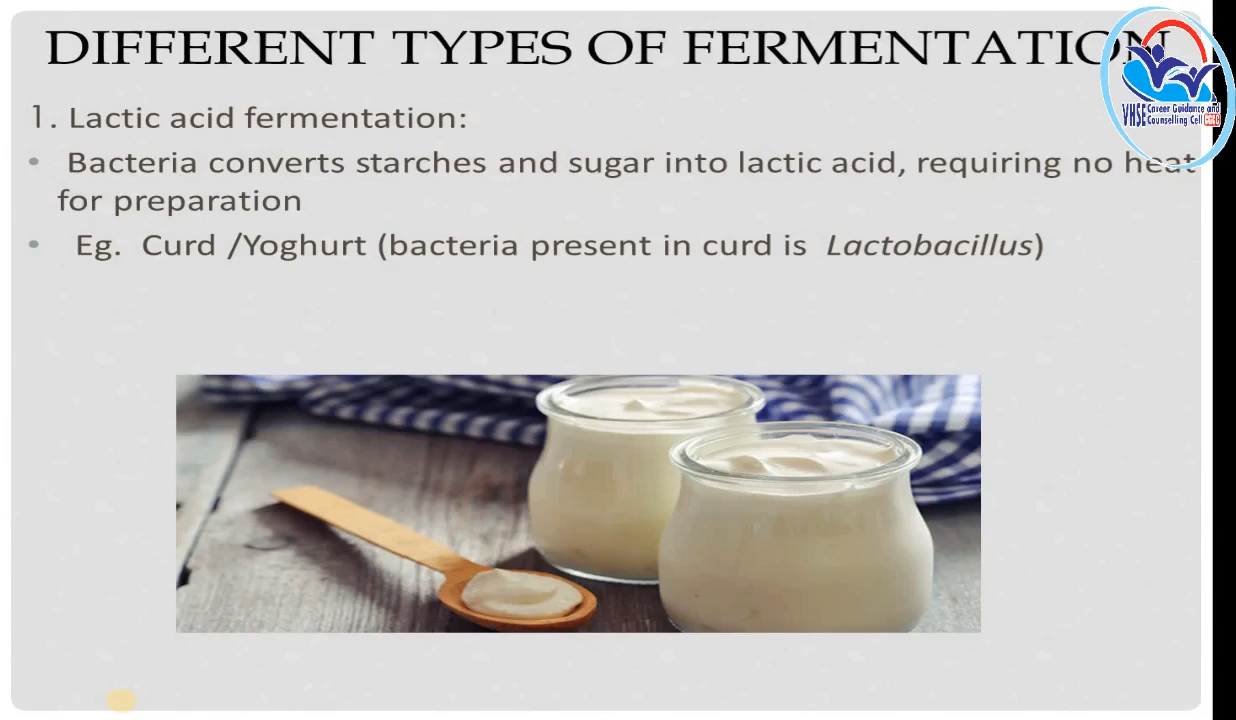 DIFFERENT TYPES OF FERMENTATION
1. Lactic acid fermentation:
• Bacteria converts starches and sugar into lactic acid, requiring no heat
for preparation
• Eg. Curd /Yoghurt (bacteria present in curd is Lactobacillus)
VHSE Career Guidance and
Counselling Cell CGCC